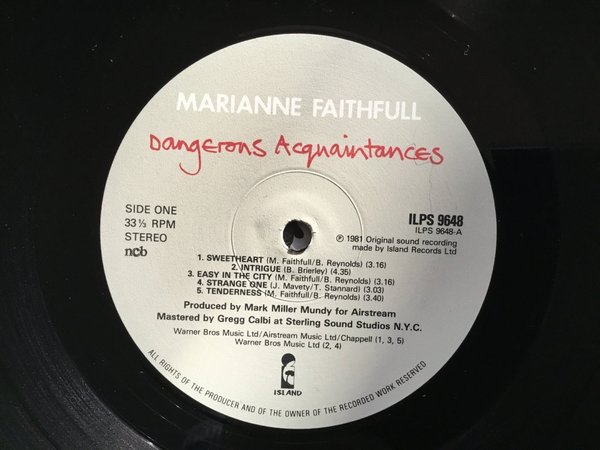 MARIANNE FAITHFULL
Dangerous Acquaintances
SIDE ONE
33⅓ RPM
STEREO
ncb
ILPS 9648
ILPS 9648-A
℗ 1981 Original sound recording
made by Island Records Ltd
1. SWEETHEART (M. Faithfull/B. Reynolds) (3.16)
2. INTRIGUE (B. Brierley) (4.35)
3. EASY IN THE CITY (M. Faithfull/B. Reynolds) (3.16)
4. STRANGE ONE (J. Mavety/T. Stannard) (3.03)
5. TENDERNESS (M. Faithfull/B. Reynolds) (3.40)
Produced by Mark Miller Mundy for Airstream
Mastered by Gregg Calbi at Sterling Sound Studios N.Y.C.
Warner Bros Music Ltd/Airstream Music Ltd/Chappell (1, 3, 5)
Warner Bros Music Ltd (2, 4)
ISLAND
ALL RIGHTS OF THE PRODUCER AND OF THE OWNER OF THE RECORDED WORK RESERVED